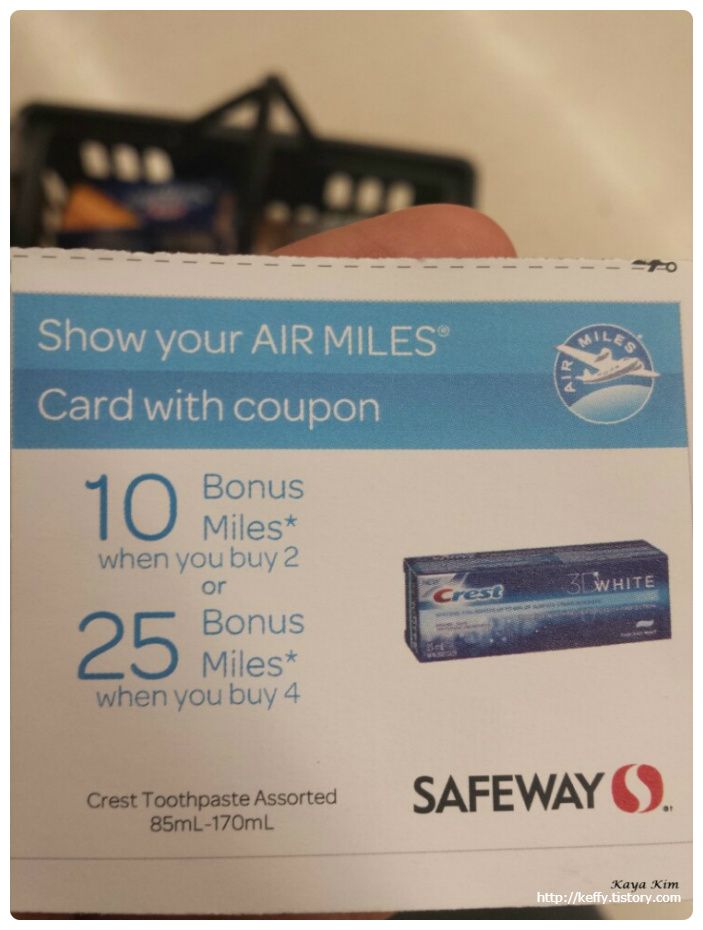 Show your AIR MILES®
Card with coupon
AIR MILES®
10 Bonus Miles*
when you buy 2
or
25 Bonus Miles*
when you buy 4
Crest
3D WHITE
Crest Toothpaste Assorted
85mL-170mL
SAFEWAY
Kaya Kim
http://keffy.tistory.com